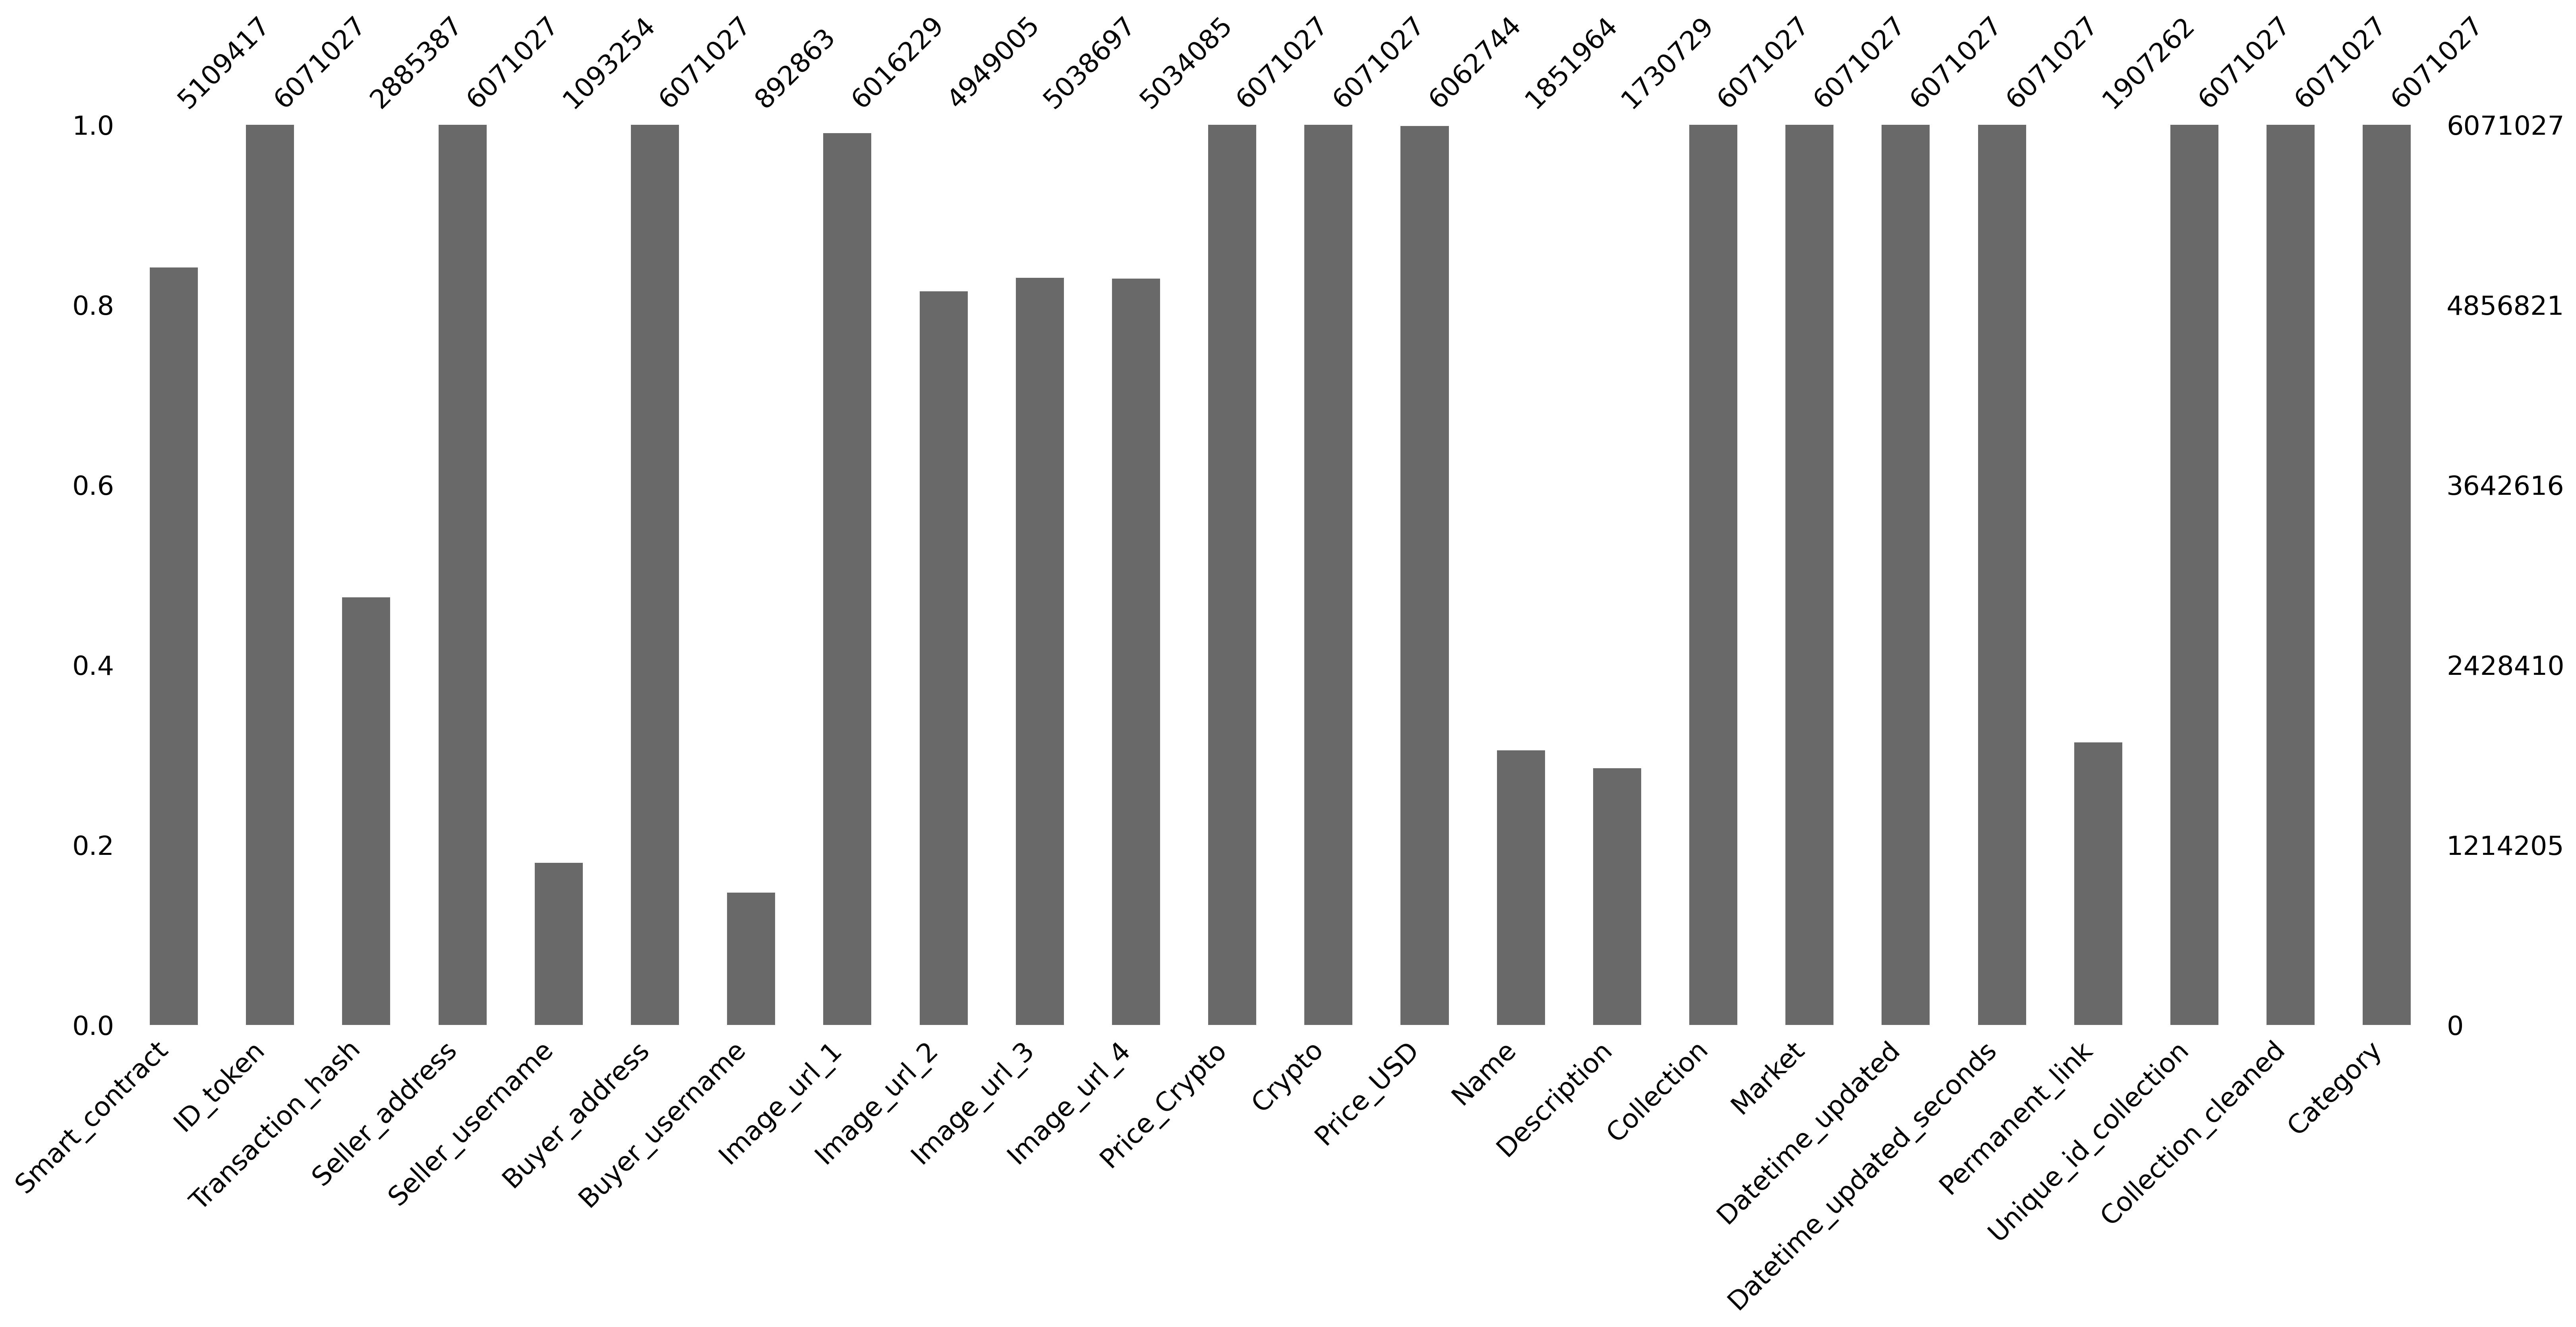 5109417
6071027
2885387
6071027
1093254
6071027
892863
6016229
4949005
5038697
5034085
6071027
6071027
6062744
1851964
1730729
6071027
6071027
6071027
6071027
1907262
6071027
6071027
6071027
1.0
0.8
0.6
0.4
0.2
0.0
6071027
4856821
3642616
2428410
1214205
0
Smart_contract
ID_token
Transaction_hash
Seller_address
Seller_username
Buyer_address
Buyer_username
Image_url_1
Image_url_2
Image_url_3
Image_url_4
Price_Crypto
Crypto
Price_USD
Name
Description
Collection
Market
Datetime_updated
Datetime_updated_seconds
Permanent_link
Unique_id_collection
Collection_cleaned
Category